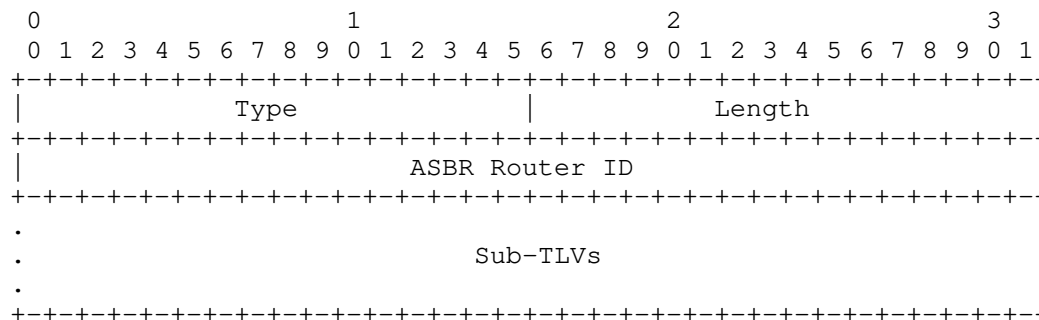 0                   1                   2                   3
 0 1 2 3 4 5 6 7 8 9 0 1 2 3 4 5 6 7 8 9 0 1 2 3 4 5 6 7 8 9 0 1
+-+-+-+-+-+-+-+-+-+-+-+-+-+-+-+-+-+-+-+-+-+-+-+-+-+-+-+-+-+-+-+-
|             Type              |           Length
+-+-+-+-+-+-+-+-+-+-+-+-+-+-+-+-+-+-+-+-+-+-+-+-+-+-+-+-+-+-+-+-
|                        ASBR Router ID
+-+-+-+-+-+-+-+-+-+-+-+-+-+-+-+-+-+-+-+-+-+-+-+-+-+-+-+-+-+-+-+-
.
.                            Sub-TLVs
.
+-+-+-+-+-+-+-+-+-+-+-+-+-+-+-+-+-+-+-+-+-+-+-+-+-+-+-+-+-+-+-+-